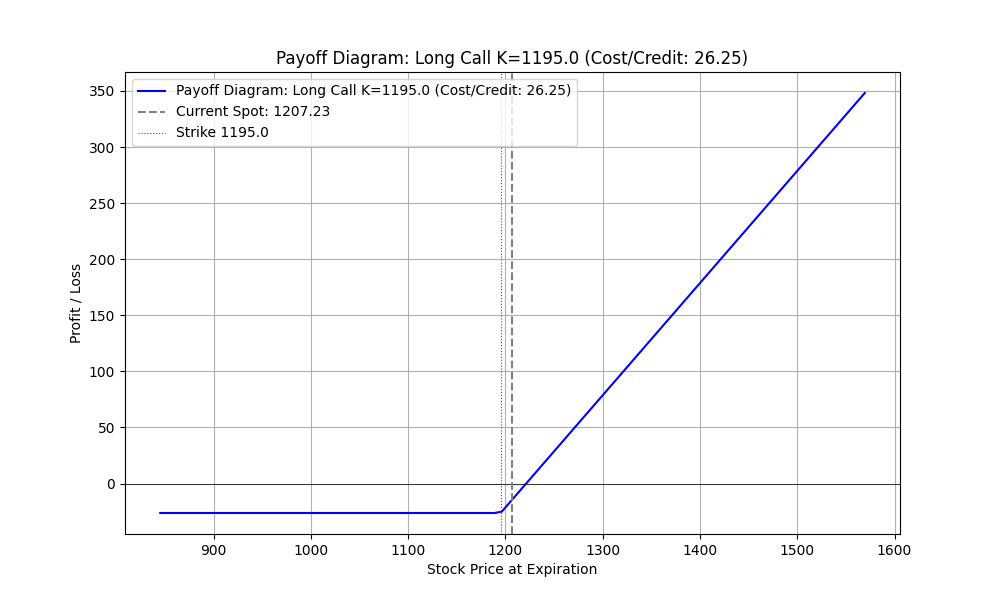 Payoff Diagram: Long Call K=1195.0 (Cost/Credit: 26.25)
Payoff Diagram: Long Call K=1195.0 (Cost/Credit: 26.25)
Current Spot: 1207.23
Strike 1195.0
350
300
250
200
150
100
50
0
Profit / Loss
900 1000 1100 1200 1300 1400 1500 1600
Stock Price at Expiration